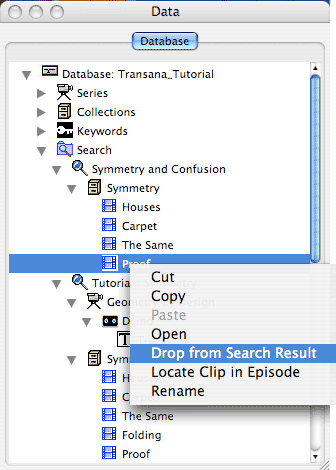 Data
Database
Database: Transana_Tutorial
Series
Collections
Keywords
Search
Symmetry and Confusion
Symmetry
Houses
Carpet
The Same
Proof
Cut
Copy
Paste
Open
Drop from Search Result
Locate Clip in Episode
Rename
The Same
Folding
Proof